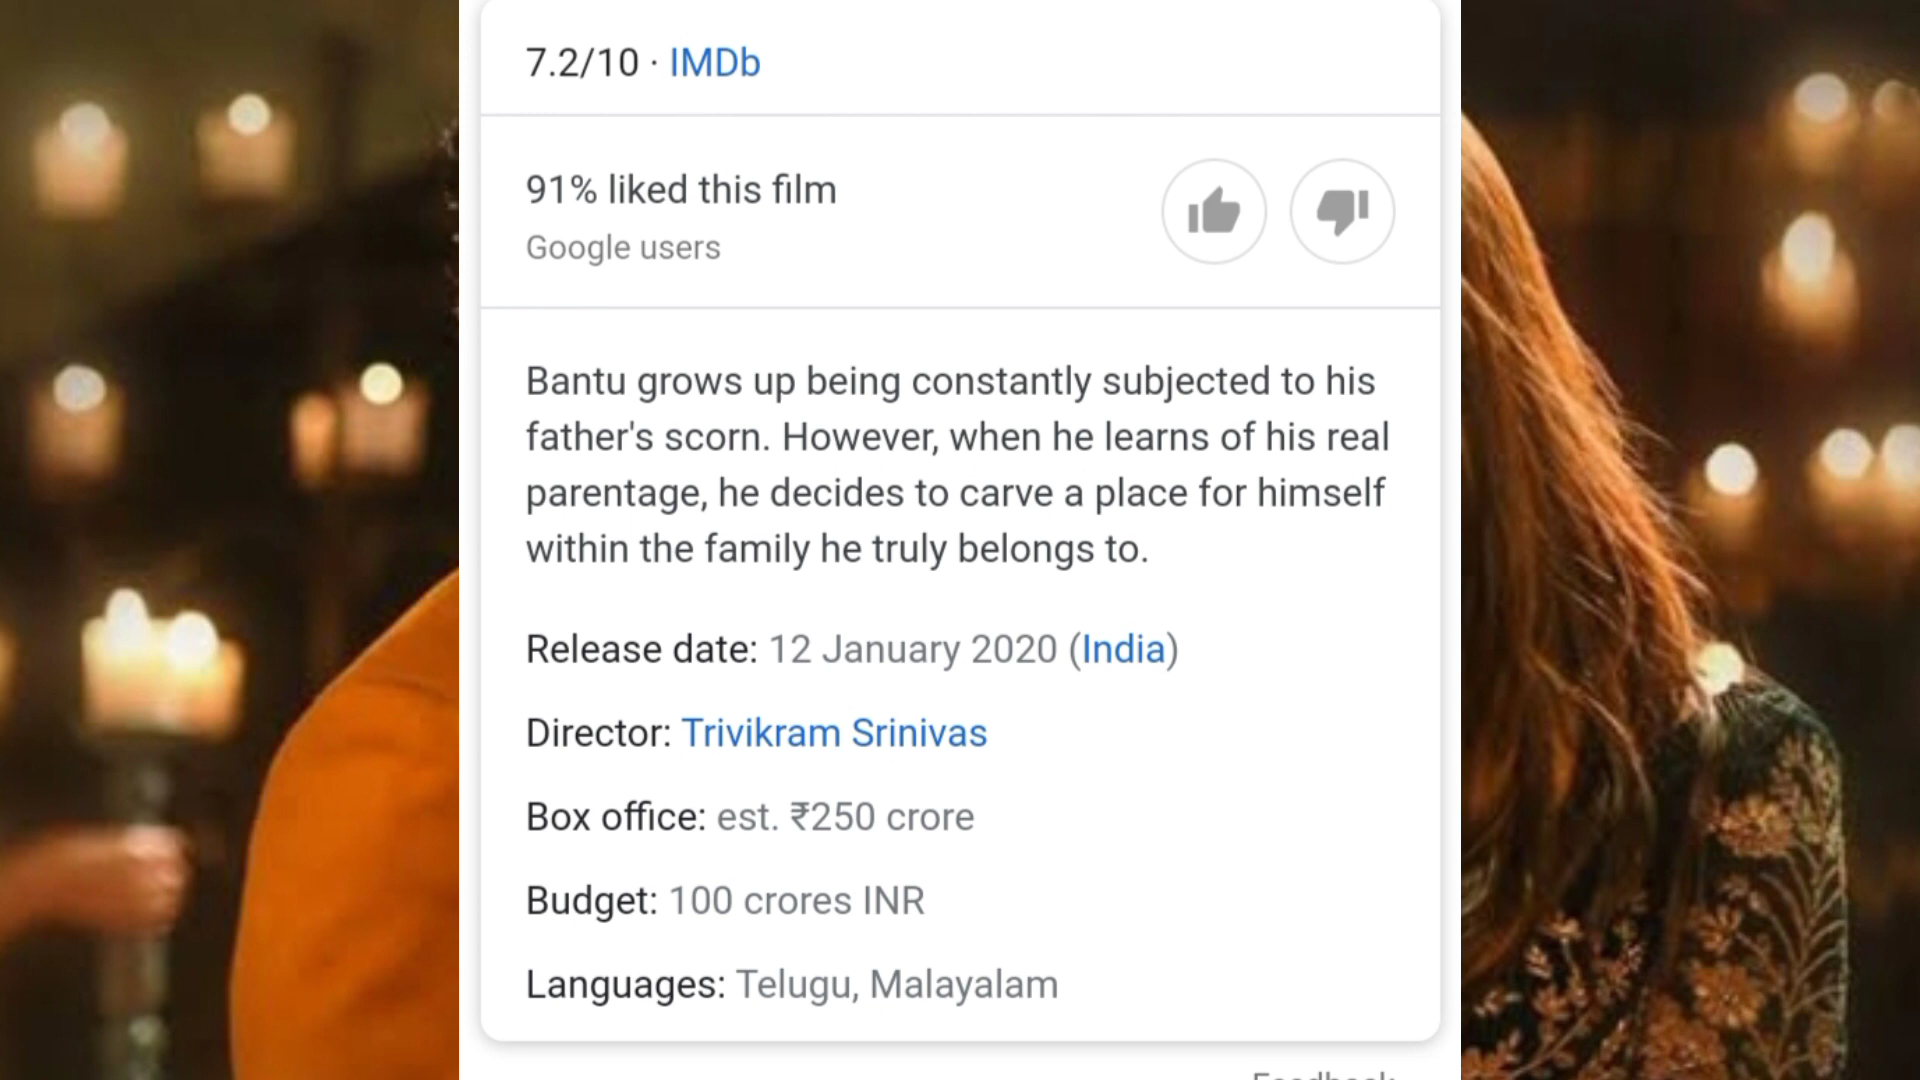 7.2/10 · IMDb
91% liked this film
Google users
Bantu grows up being constantly subjected to his
father's scorn. However, when he learns of his real
parentage, he decides to carve a place for himself
within the family he truly belongs to.
Release date: 12 January 2020 (India)
Director: Trivikram Srinivas
Box office: est. ₹250 crore
Budget: 100 crores INR
Languages: Telugu, Malayalam